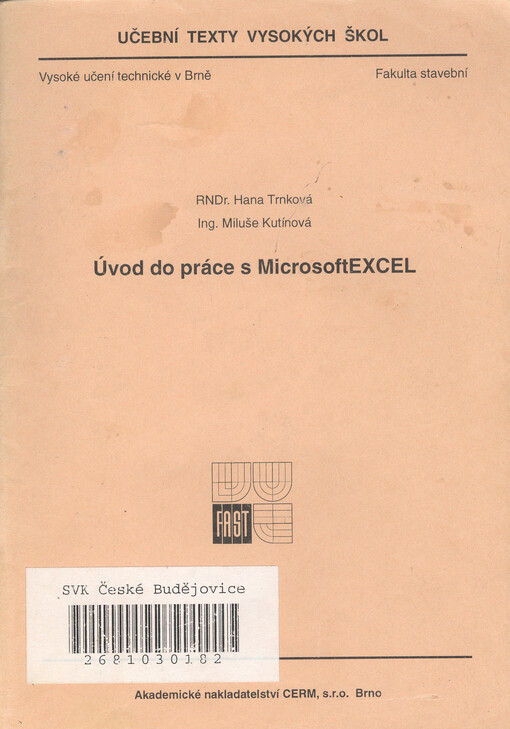 UČEBNÍ TEXTY VYSOKÝCH ŠKOL
Vysoké učení technické v Brně Fakulta stavební
RNDr. Hana Trnková
Ing. Miluše Kutínová
Úvod do práce s MicrosoftEXCEL
VUT
FAST
SVK České Budějovice
2681030182
Akademické nakladatelství CERM, s.r.o. Brno